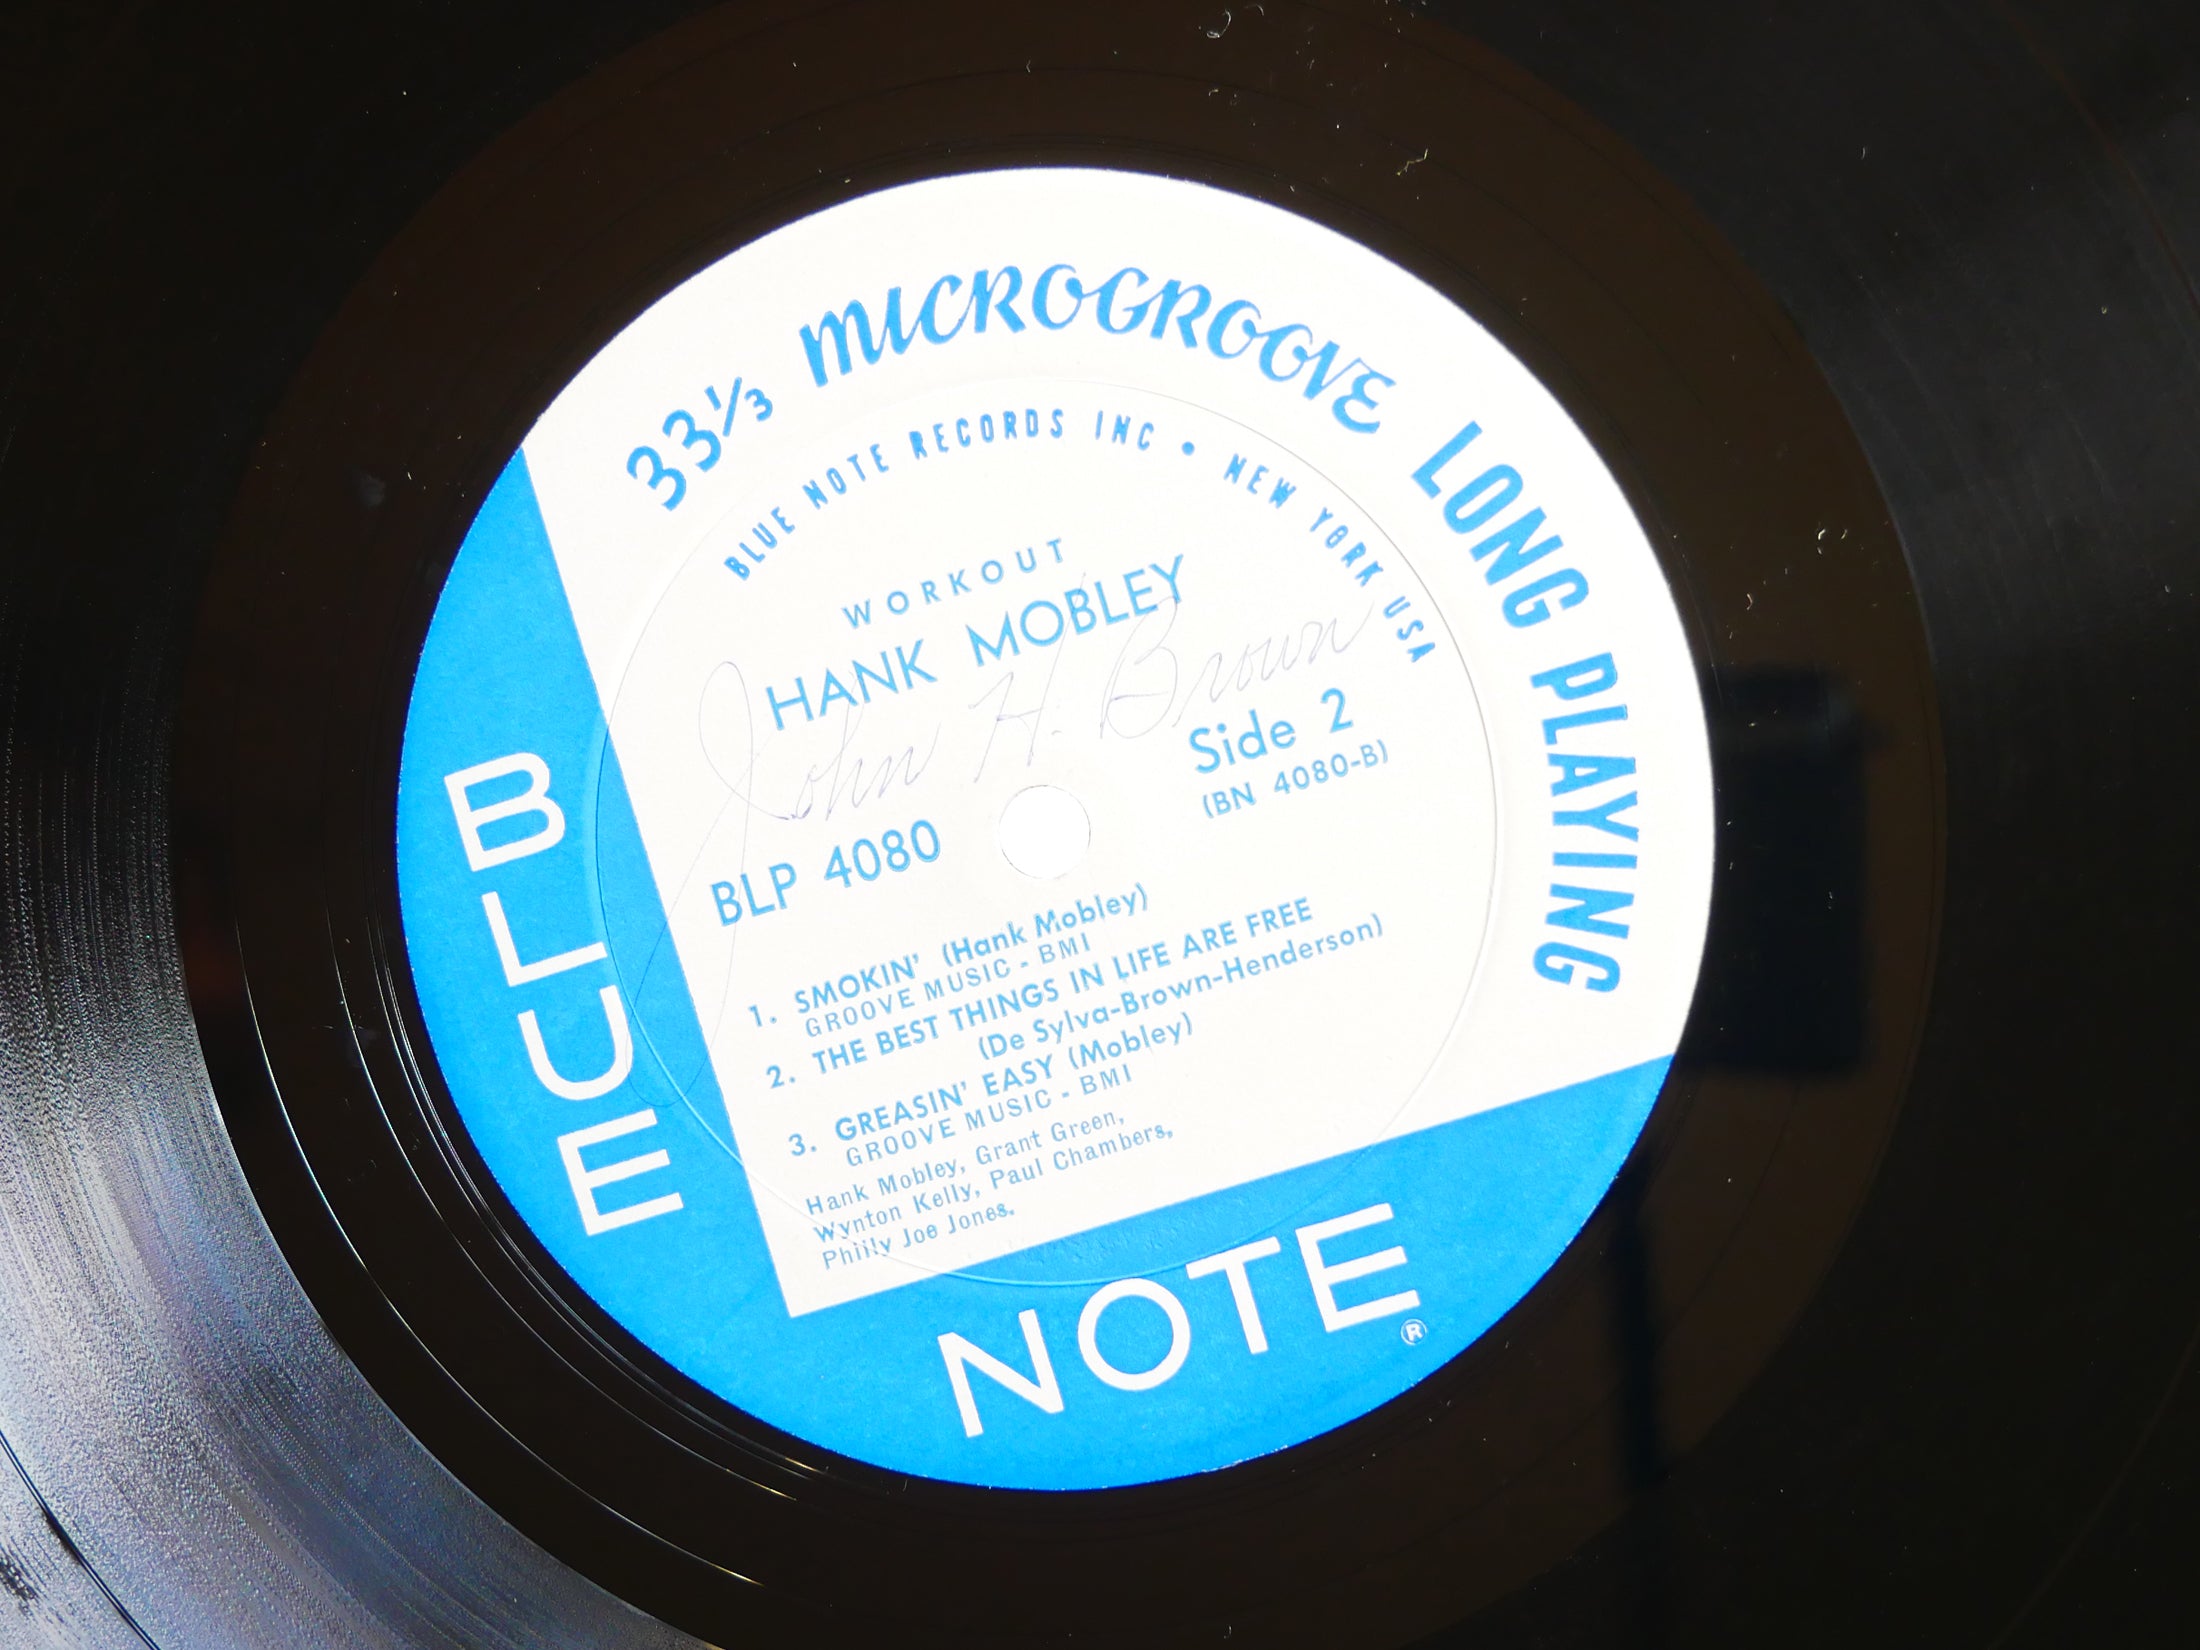 33⅓ MICROGROOVE LONG PLAYING
BLUE NOTE RECORDS INC • NEW YORK USA
WORKOUT
HANK MOBLEY
John H. Brown
Side 2
(BN 4080-B)
BLP 4080
1. SMOKIN' (Hank Mobley)
GROOVE MUSIC - BMI
2. THE BEST THINGS IN LIFE ARE FREE
(De Sylva-Brown-Henderson)
3. GREASIN' EASY (Mobley)
GROOVE MUSIC - BMI
Hank Mobley, Grant Green,
Wynton Kelly, Paul Chambers,
Philly Joe Jones.
BLUE
NOTE®